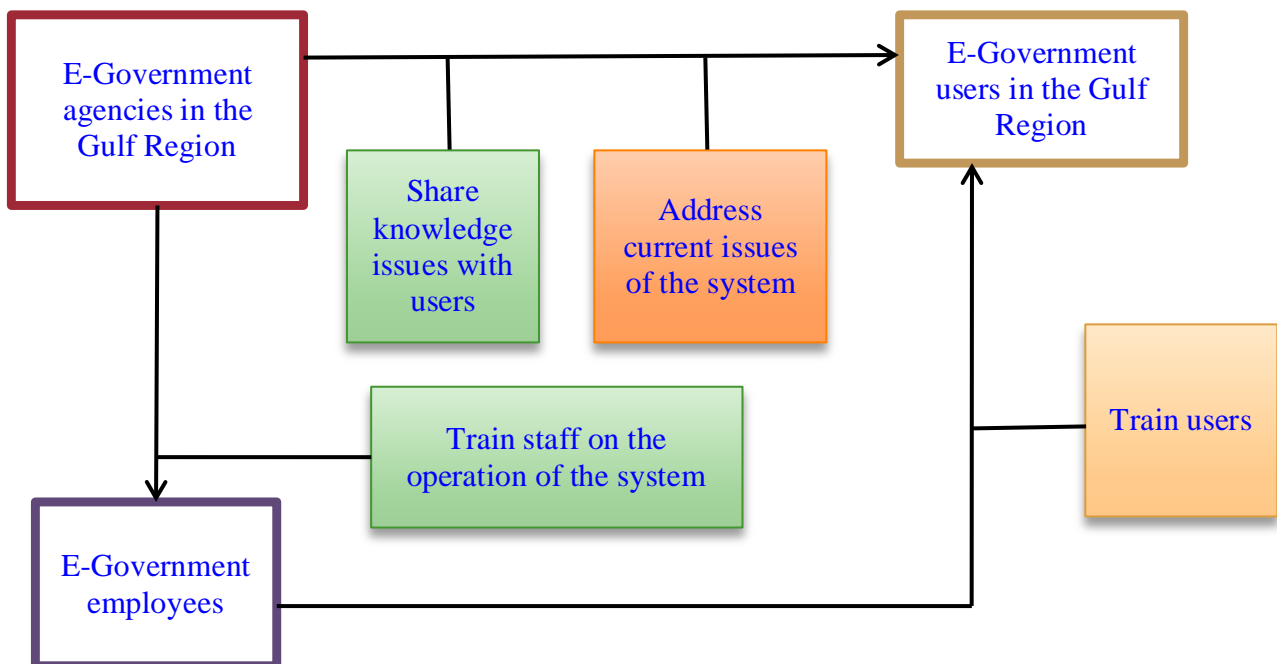 E-Government
agencies in the
Gulf Region
E-Government
users in the Gulf
Region
Share
knowledge
issues with
users
Address
current issues
of the system
Train users
Train staff on the
operation of the system
E-Government
employees